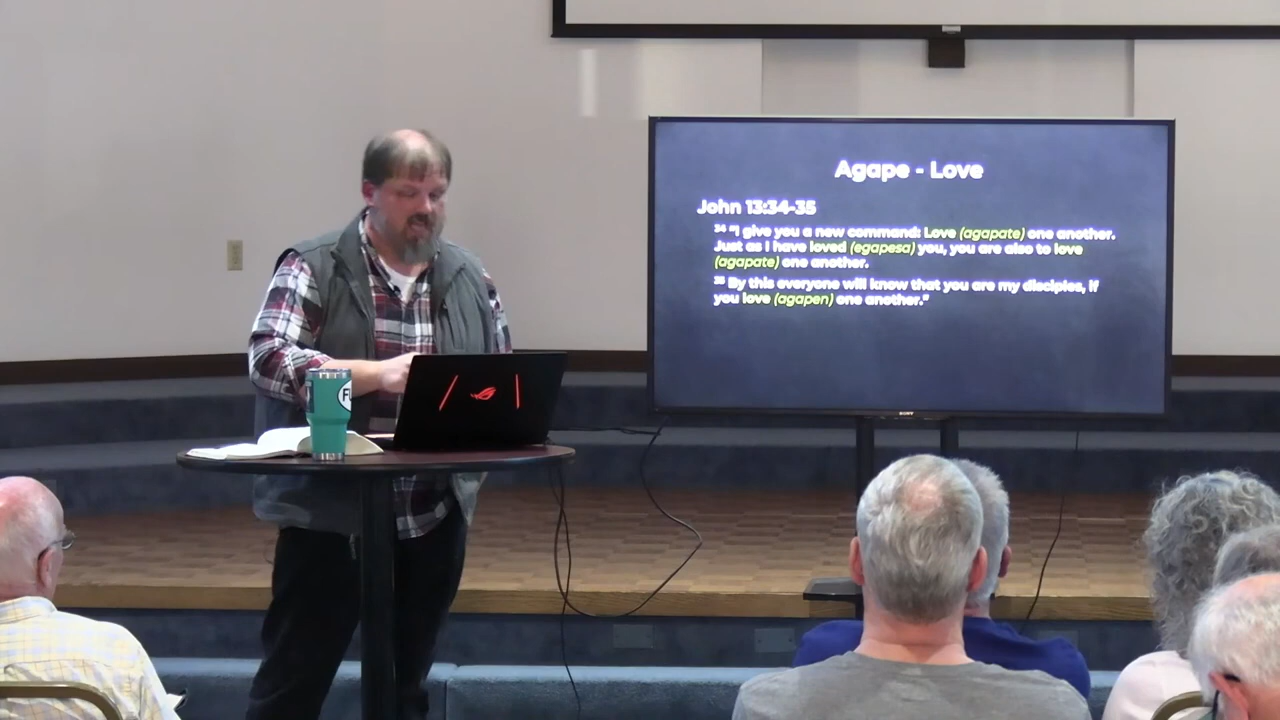 Agape - Love
John 13:34-35
34 "I give you a new command: Love (agapate) one another.
Just as I have loved (egapesa) you, you are also to love
(agapate) one another.
35 By this everyone will know that you are my disciples, if
you love (agapen) one another."
SONY